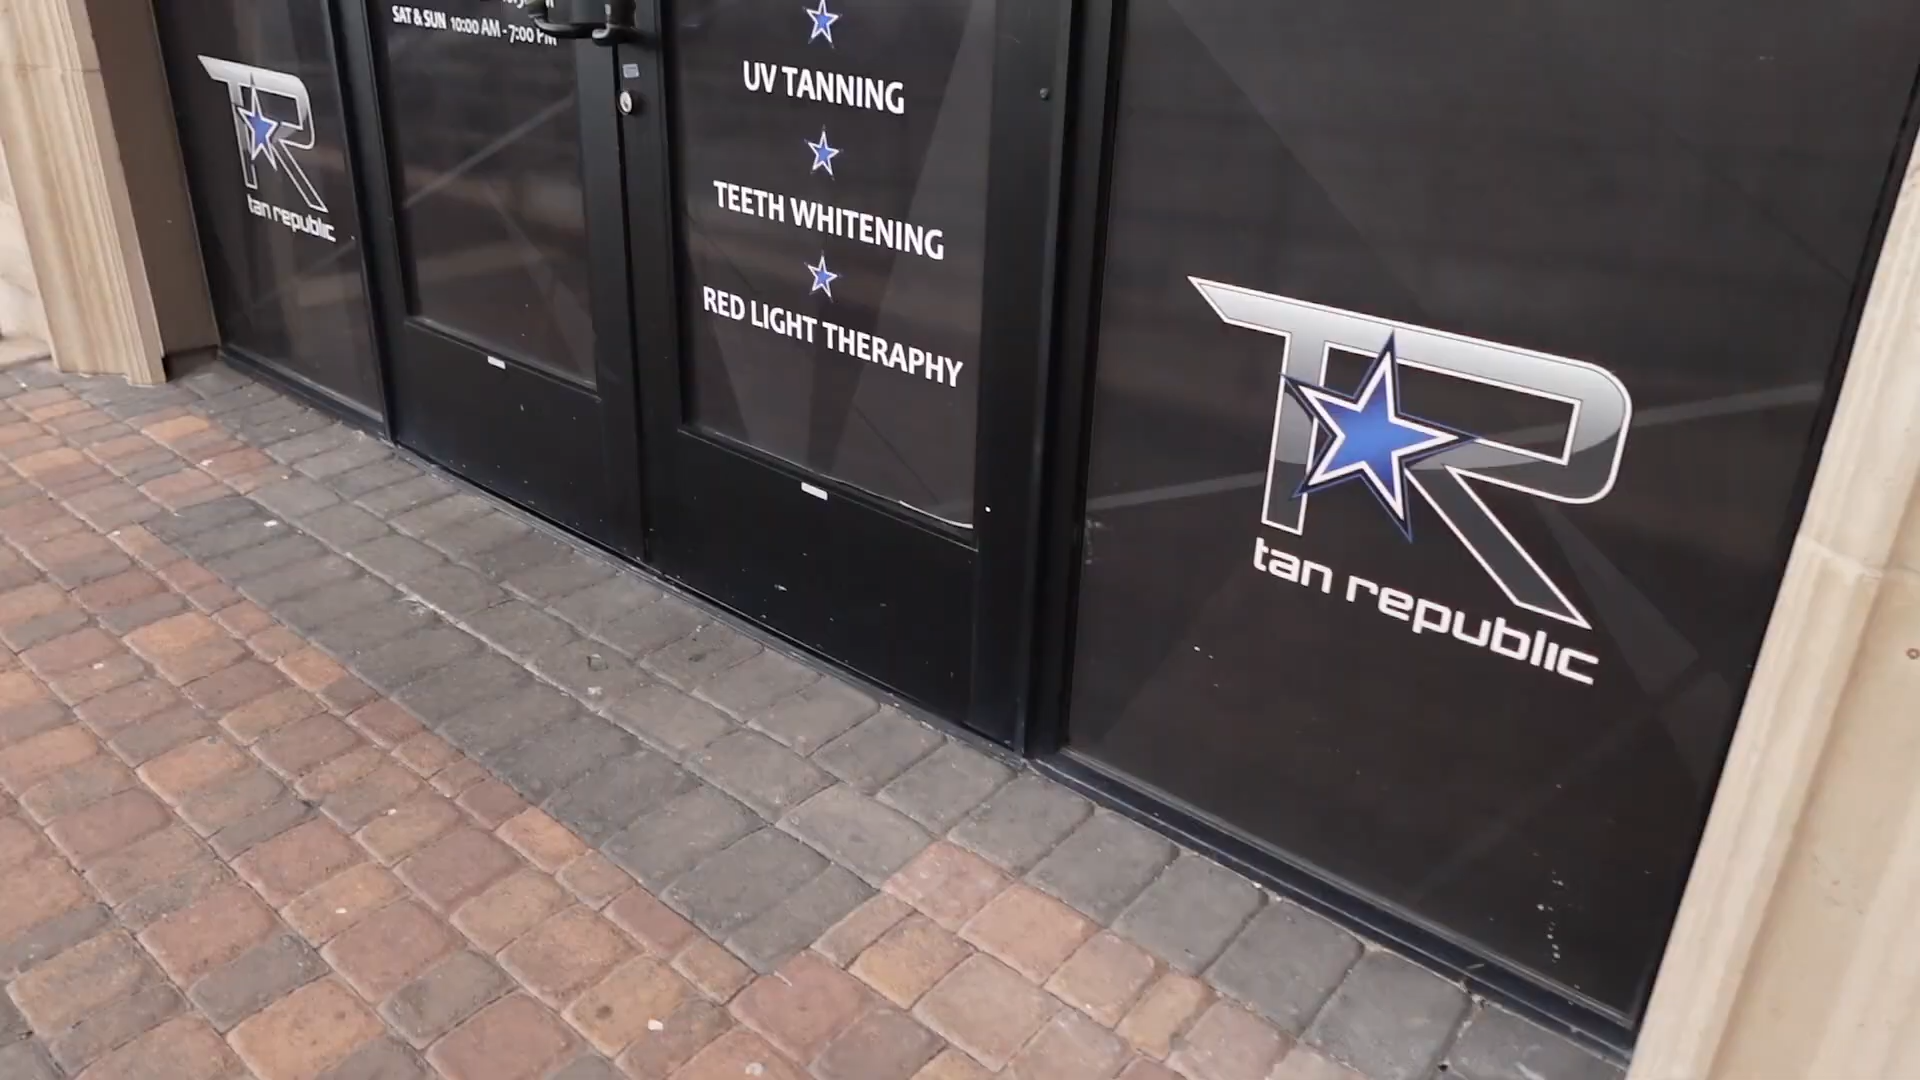 SAT & SUN 10:00 AM - 7:00 PM
TR
tan republic
UV TANNING
TEETH WHITENING
RED LIGHT THERAPHY
TR
tan republic